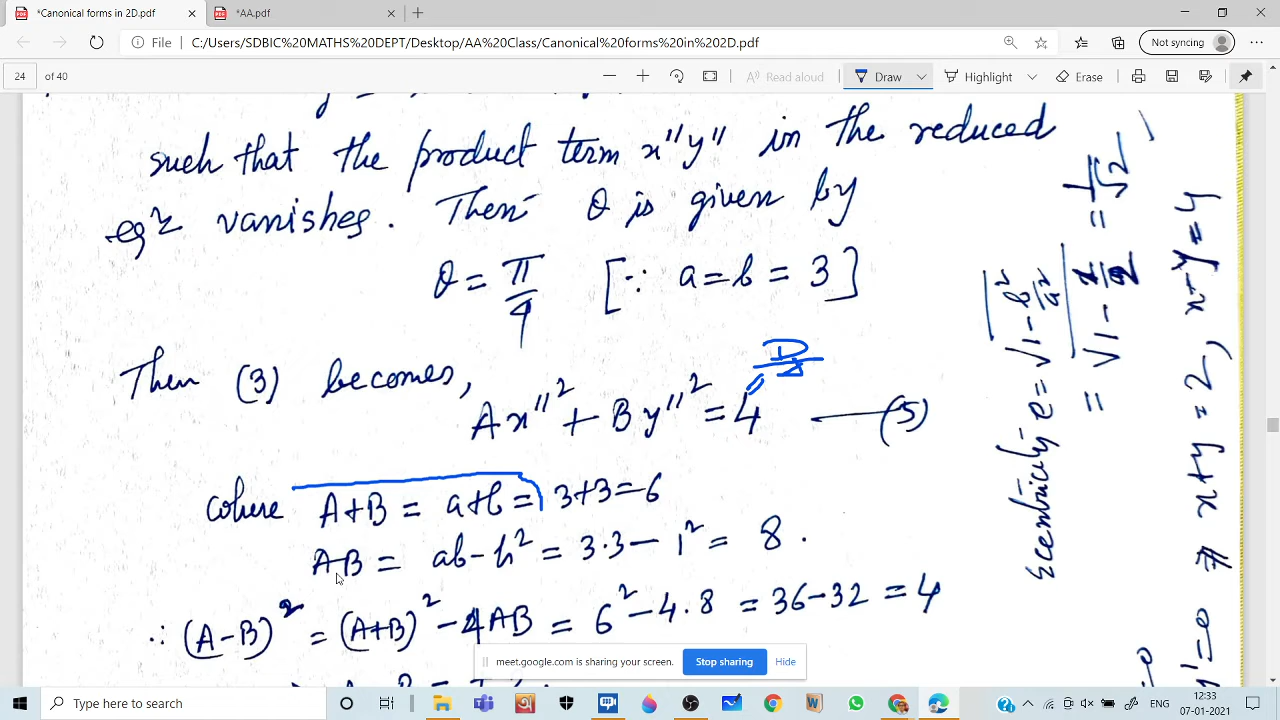 *Canonical forms in 2D.pdf
*AA.pdf
File
C:/Users/SDBIC%20MATHS%20DEPT/Desktop/AA%20Class/Canonical%20forms%20in%202D.pdf
Not syncing
24 of 40
Read aloud
Draw
Highlight
Erase
such that the product term x"y" in the reduced
eqn vanishes. Then θ is given by
θ = π/4 [∵ a = b = 3]
Then (3) becomes,
Ax"² + By"² = 4 —— (5)
D/Δ
where A+B = a+b = 3+3 = 6
AB = ab − h² = 3·3 − 1² = 8.
∴ (A−B)² = (A+B)² − 4AB = 6² − 4·8 = 36−32 = 4
Eccentricity e = √1 − b²/a²
= √1 − 2/4 = 1/√2,
x+y = 2, x−y = 4
meet.google.com is sharing your screen.
Stop sharing
Hide
Type here to search
ENG
12:33
07-01-2021